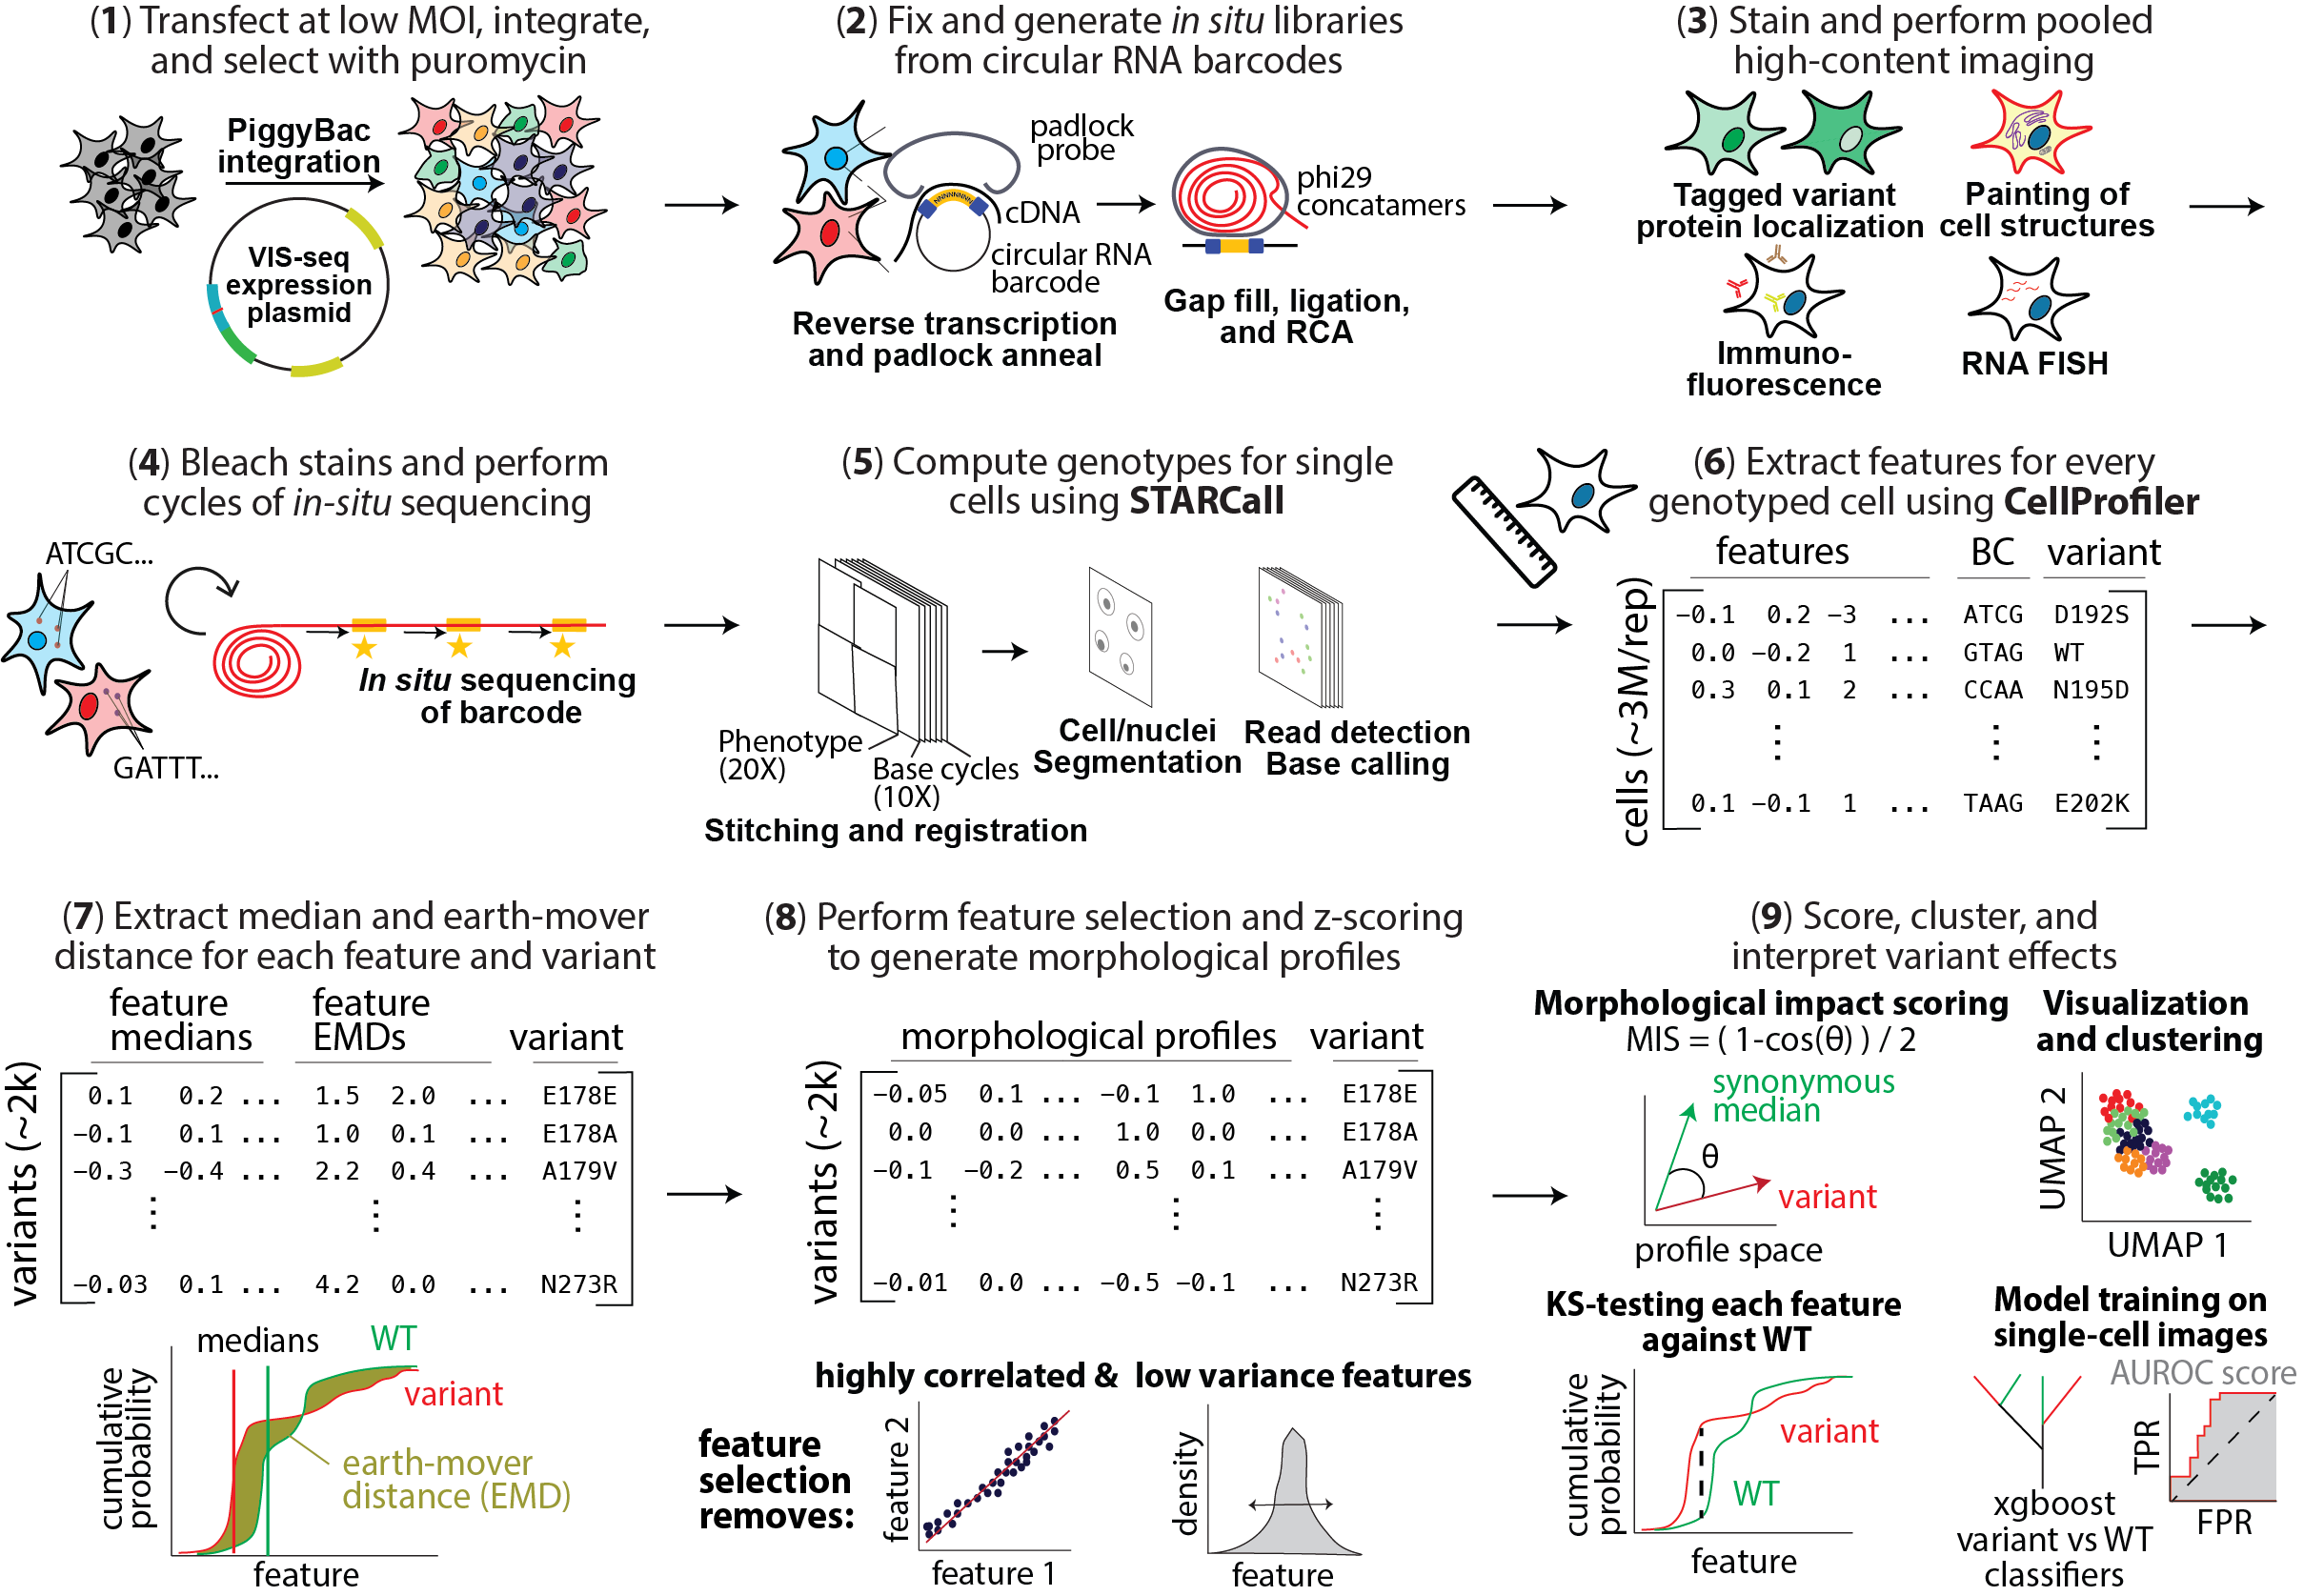 (1) Transfect at low MOI, integrate,
and select with puromycin
PiggyBac
integration
VIS-seq
expression
plasmid
(2) Fix and generate in situ libraries
from circular RNA barcodes
padlock
probe
NNNNNNN
cDNA
circular RNA
barcode
phi29
concatamers
Reverse transcription
and padlock anneal
Gap fill, ligation,
and RCA
(3) Stain and perform pooled
high-content imaging
Tagged variant
protein localization
Painting of
cell structures
Immuno-
fluorescence
RNA FISH
(4) Bleach stains and perform
cycles of in-situ sequencing
ATCGC...
GATTT...
In situ sequencing
of barcode
(5) Compute genotypes for single
cells using STARCall
Phenotype
(20X)
Base cycles
(10X)
Stitching and registration
Cell/nuclei
Segmentation
Read detection
Base calling
(6) Extract features for every
genotyped cell using CellProfiler
features BC variant
cells (~3M/rep)
−0.1 0.2 −3 ... ATCG D192S
0.0 −0.2 1 ... GTAG WT
0.3 0.1 2 ... CCAA N195D
⋮ ⋮ ⋮
0.1 −0.1 1 ... TAAG E202K
(7) Extract median and earth-mover
distance for each feature and variant
feature
medians
feature
EMDs
variant
variants (~2k)
0.1 0.2 ... 1.5 2.0 ... E178E
−0.1 0.1 ... 1.0 0.1 ... E178A
−0.3 −0.4 ... 2.2 0.4 ... A179V
⋮ ⋮ ⋮
−0.03 0.1 ... 4.2 0.0 ... N273R
medians
WT
variant
earth-mover
distance (EMD)
cumulative
probability
feature
(8) Perform feature selection and z-scoring
to generate morphological profiles
morphological profiles variant
variants (~2k)
−0.05 0.1 ... −0.1 1.0 ... E178E
0.0 0.0 ... 1.0 0.0 ... E178A
−0.1 −0.2 ... 0.5 0.1 ... A179V
⋮ ⋮ ⋮
−0.01 0.0 ... −0.5 −0.1 ... N273R
highly correlated & low variance features
feature
selection
removes:
feature 2
feature 1
density
feature
(9) Score, cluster, and
interpret variant effects
Morphological impact scoring
MIS = ( 1-cos(θ) ) / 2
synonymous
median
θ
variant
profile space
Visualization
and clustering
UMAP 2
UMAP 1
KS-testing each feature
against WT
cumulative
probability
variant
WT
feature
Model training on
single-cell images
AUROC score
TPR
FPR
xgboost
variant vs WT
classifiers